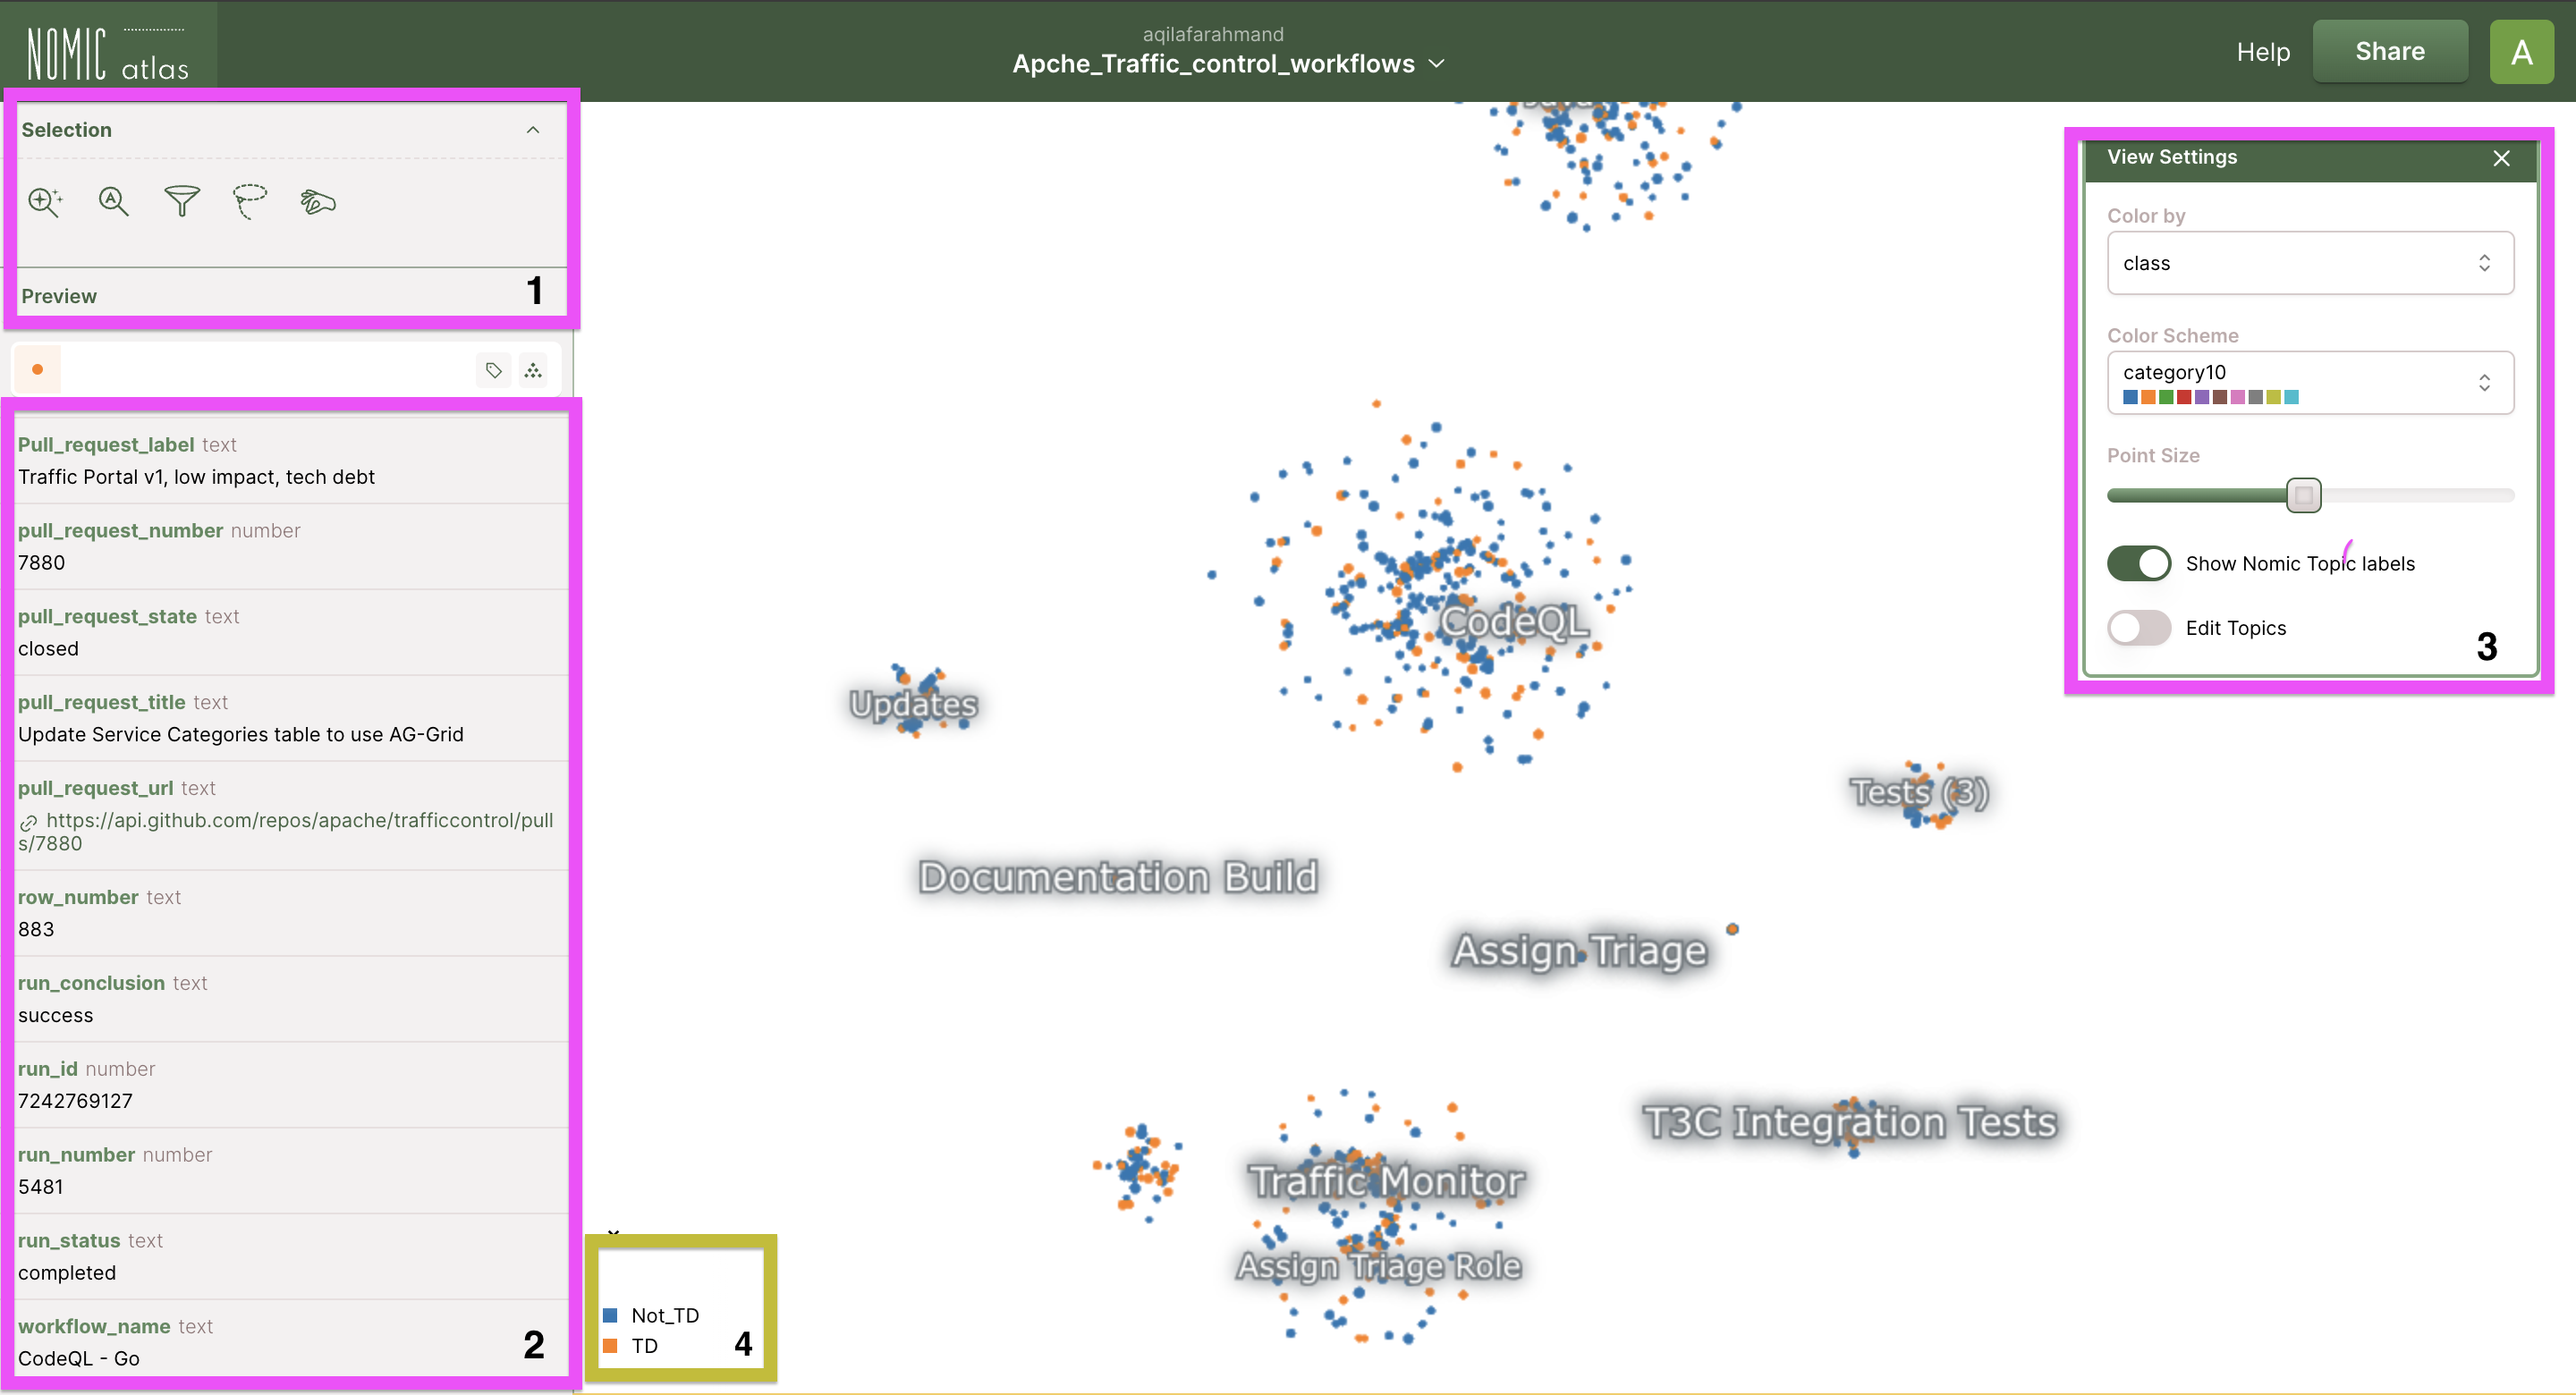 NOMIC atlas
aqilafarahmand
Apche_Traffic_control_workflows
Help
Share
A
Selection
A
Preview
1
Pull_request_label text
Traffic Portal v1, low impact, tech debt
pull_request_number number
7880
pull_request_state text
closed
pull_request_title text
Update Service Categories table to use AG-Grid
pull_request_url text
https://api.github.com/repos/apache/trafficcontrol/pull
s/7880
row_number text
883
run_conclusion text
success
run_id number
7242769127
run_number number
5481
run_status text
completed
workflow_name text
CodeQL - Go
2
CodeQL
Updates
Tests (3)
Documentation Build
Assign Triage
T3C Integration Tests
Traffic Monitor
Assign Triage Role
Not_TD
TD
4
View Settings
Color by
class
Color Scheme
category10
Point Size
Show Nomic Topic labels
Edit Topics
3